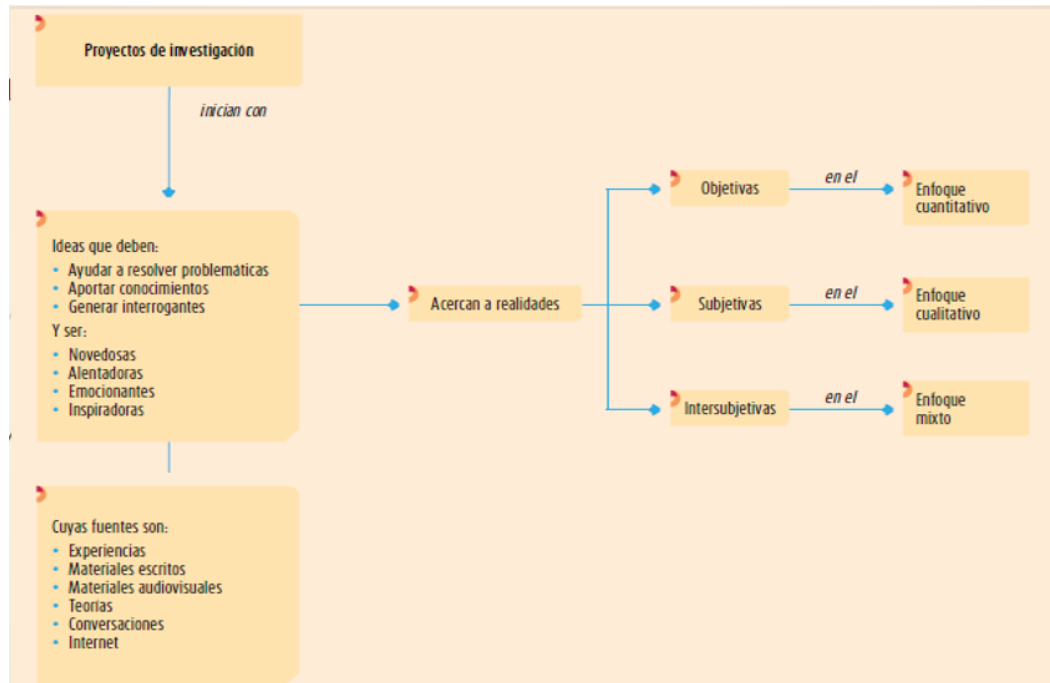 Proyectos de investigación
inician con
Ideas que deben:
• Ayudar a resolver problemáticas
• Aportar conocimientos
• Generar interrogantes
Y ser:
• Novedosas
• Alentadoras
• Emocionantes
• Inspiradoras
Cuyas fuentes son:
• Experiencias
• Materiales escritos
• Materiales audiovisuales
• Teorías
• Conversaciones
• Internet
Acercan a realidades
Objetivas
en el
Enfoque
cuantitativo
Subjetivas
en el
Enfoque
cualitativo
Intersubjetivas
en el
Enfoque
mixto